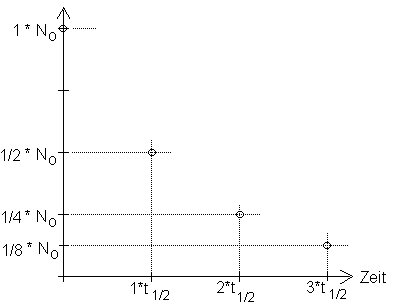 1 * N0
1/2 * N0
1/4 * N0
1/8 * N0
Zeit
1*t1/2
2*t1/2
3*t1/2